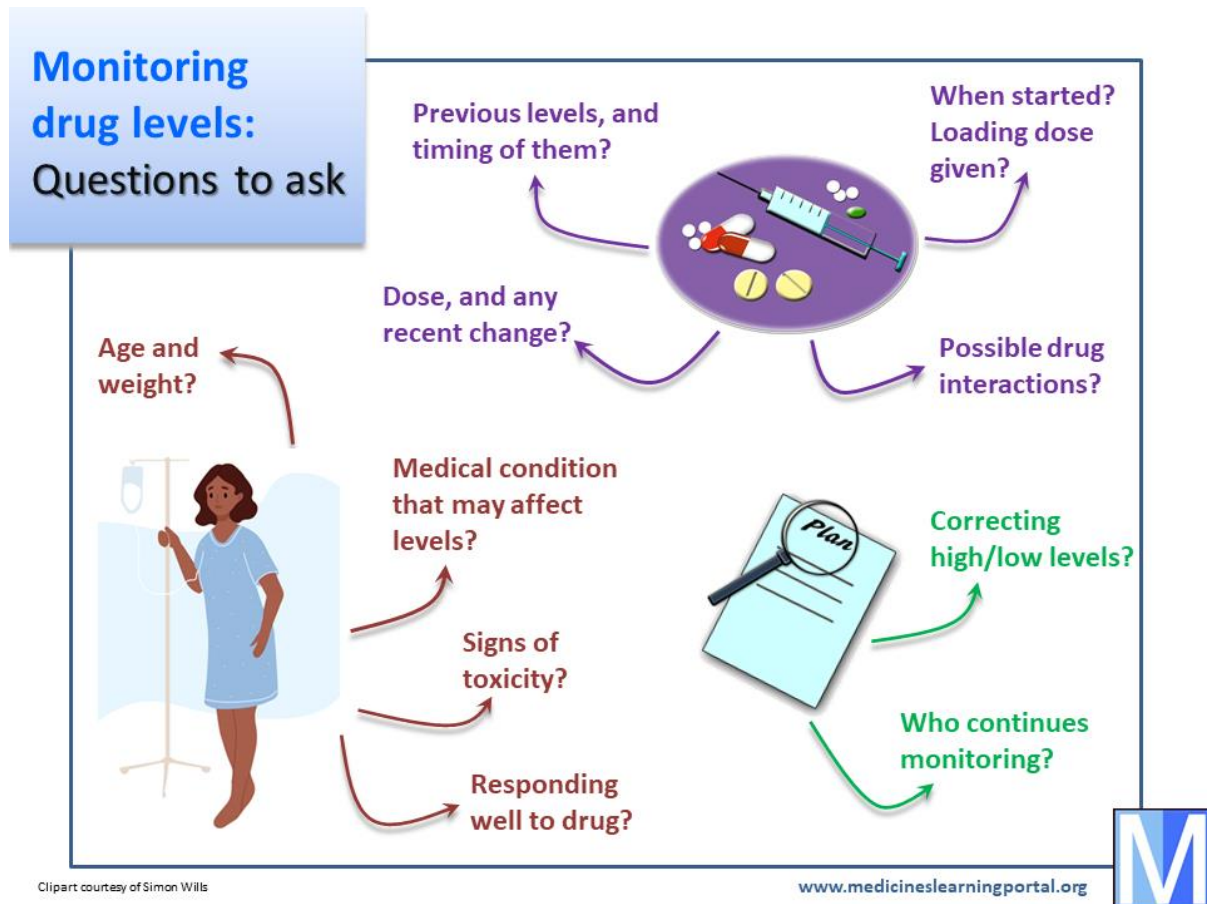 Monitoring
drug levels:
Questions to ask
Previous levels, and
timing of them?
When started?
Loading dose
given?
Dose, and any
recent change?
Possible drug
interactions?
Age and
weight?
Medical condition
that may affect
levels?
Signs of
toxicity?
Responding
well to drug?
Plan
Correcting
high/low levels?
Who continues
monitoring?
Clipart courtesy of Simon Wills
www.medicineslearningportal.org
M